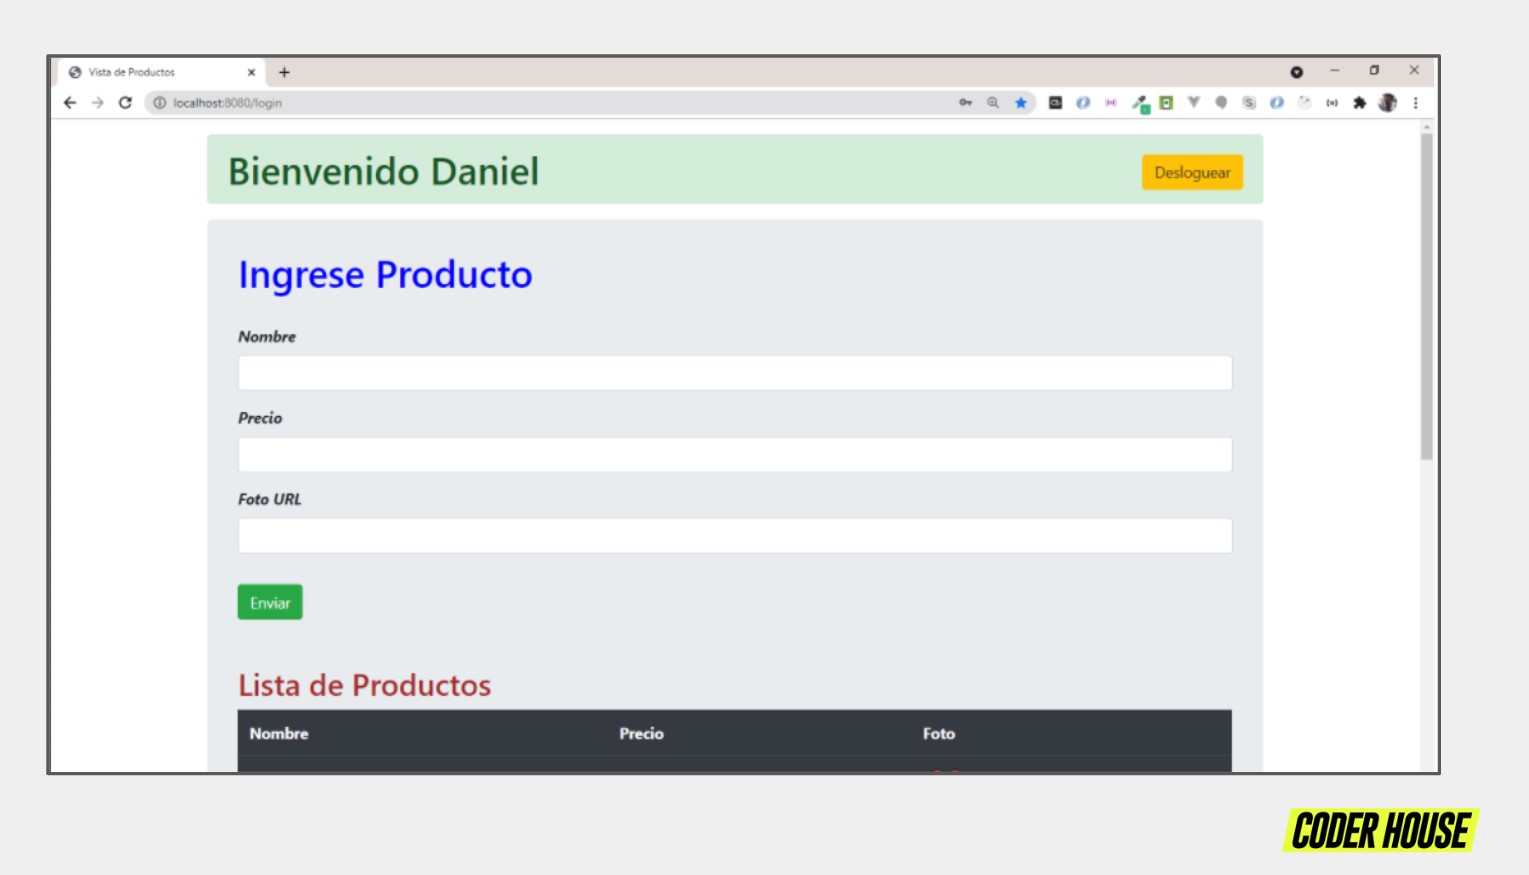 Vista de Productos
localhost:8080/login
Bienvenido Daniel
Desloguear
Ingrese Producto
Nombre
Precio
Foto URL
Enviar
Lista de Productos
Nombre Precio Foto
CODER HOUSE